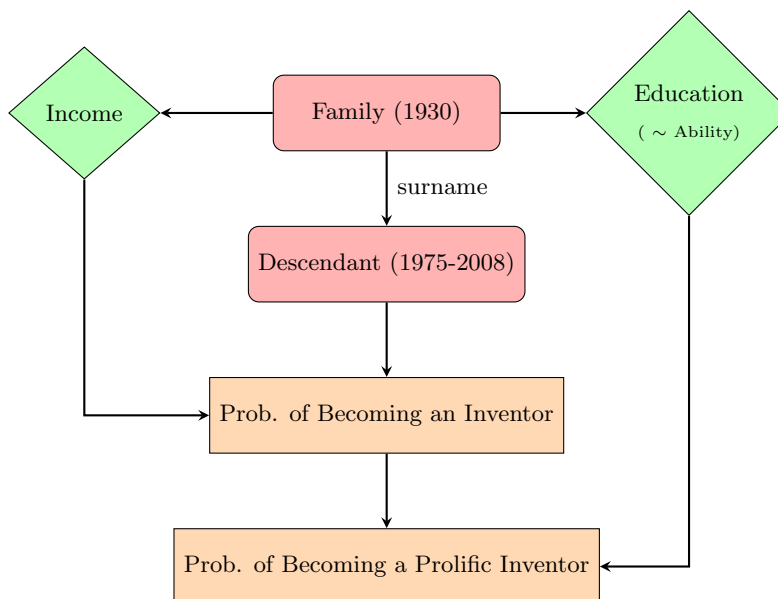 Income
Family (1930)
Education
( ∼ Ability)
surname
Descendant (1975-2008)
Prob. of Becoming an Inventor
Prob. of Becoming a Prolific Inventor